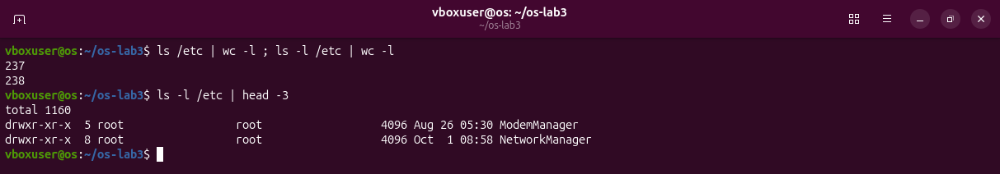 vboxuser@os: ~/os-lab3
~/os-lab3
vboxuser@os:~/os-lab3$ ls /etc | wc -l ; ls -l /etc | wc -l
237
238
vboxuser@os:~/os-lab3$ ls -l /etc | head -3
total 1160
drwxr-xr-x  5 root                 root                  4096 Aug 26 05:30 ModemManager
drwxr-xr-x  8 root                 root                  4096 Oct  1 08:58 NetworkManager
vboxuser@os:~/os-lab3$